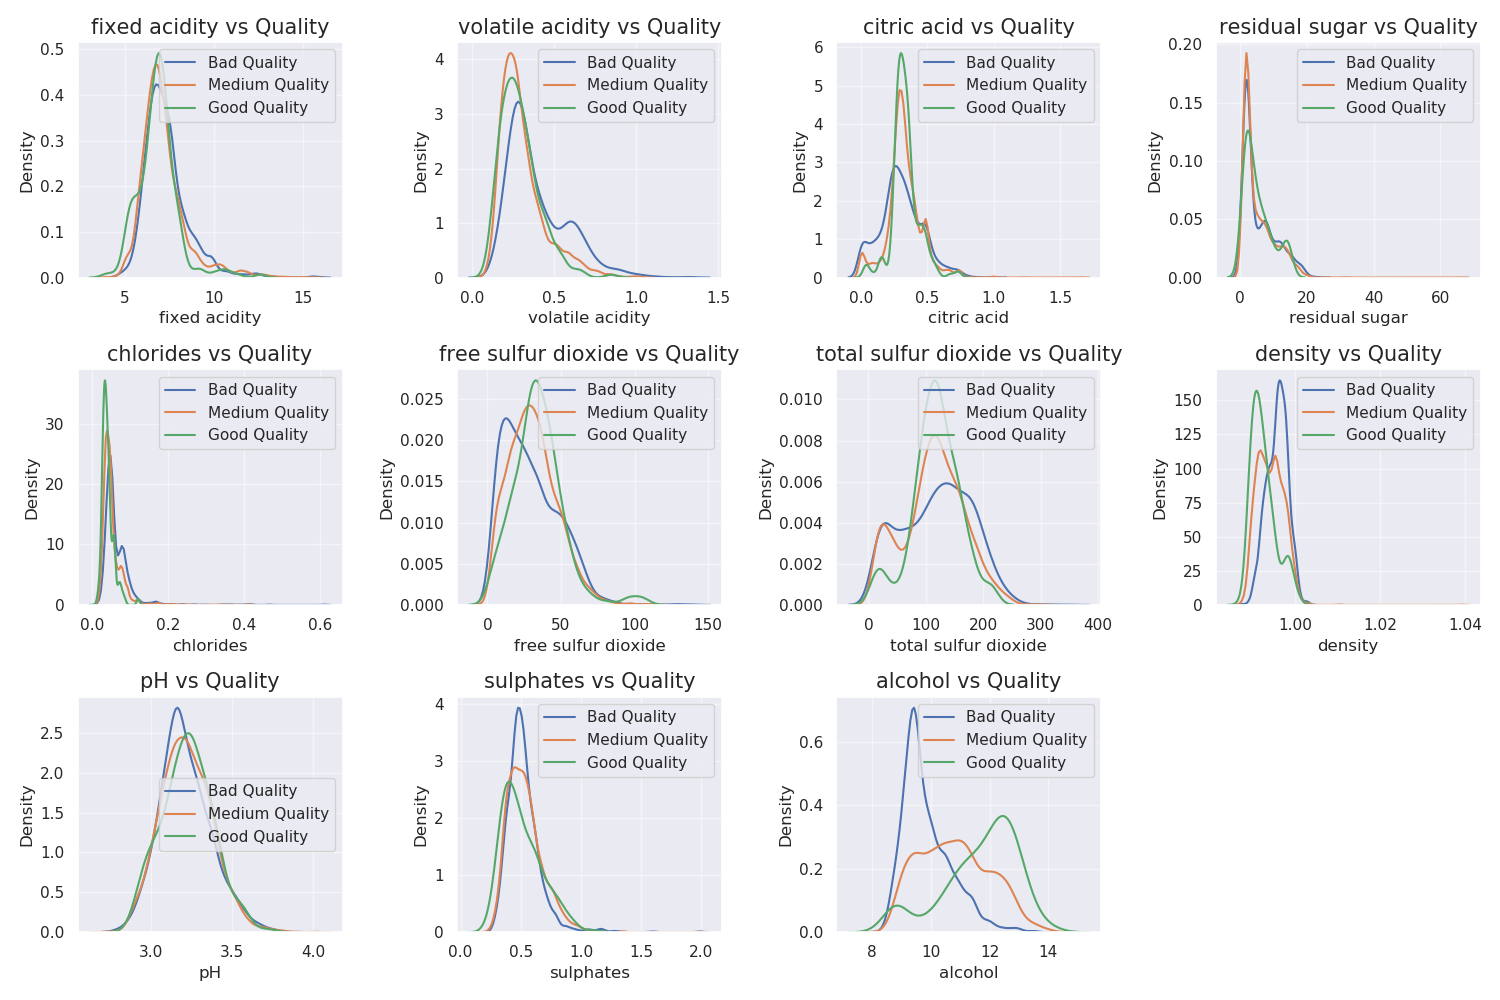 fixed acidity vs Quality
0.5
0.4
0.3
0.2
0.1
0.0
Density
Bad Quality
Medium Quality
Good Quality
5 10 15
fixed acidity
volatile acidity vs Quality
4
3
2
1
0
Density
Bad Quality
Medium Quality
Good Quality
0.0 0.5 1.0 1.5
volatile acidity
citric acid vs Quality
6
5
4
3
2
1
0
Density
Bad Quality
Medium Quality
Good Quality
0.0 0.5 1.0 1.5
citric acid
residual sugar vs Quality
0.20
0.15
0.10
0.05
0.00
Density
Bad Quality
Medium Quality
Good Quality
0 20 40 60
residual sugar
chlorides vs Quality
30
20
10
0
Density
Bad Quality
Medium Quality
Good Quality
0.0 0.2 0.4 0.6
chlorides
free sulfur dioxide vs Quality
0.025
0.020
0.015
0.010
0.005
0.000
Density
Bad Quality
Medium Quality
Good Quality
0 50 100 150
free sulfur dioxide
total sulfur dioxide vs Quality
0.010
0.008
0.006
0.004
0.002
0.000
Density
Bad Quality
Medium Quality
Good Quality
0 100 200 300 400
total sulfur dioxide
density vs Quality
150
125
100
75
50
25
0
Density
Bad Quality
Medium Quality
Good Quality
1.00 1.02 1.04
density
pH vs Quality
2.5
2.0
1.5
1.0
0.5
0.0
Density
Bad Quality
Medium Quality
Good Quality
3.0 3.5 4.0
pH
sulphates vs Quality
4
3
2
1
0
Density
Bad Quality
Medium Quality
Good Quality
0.0 0.5 1.0 1.5 2.0
sulphates
alcohol vs Quality
0.6
0.4
0.2
0.0
Density
Bad Quality
Medium Quality
Good Quality
8 10 12 14
alcohol